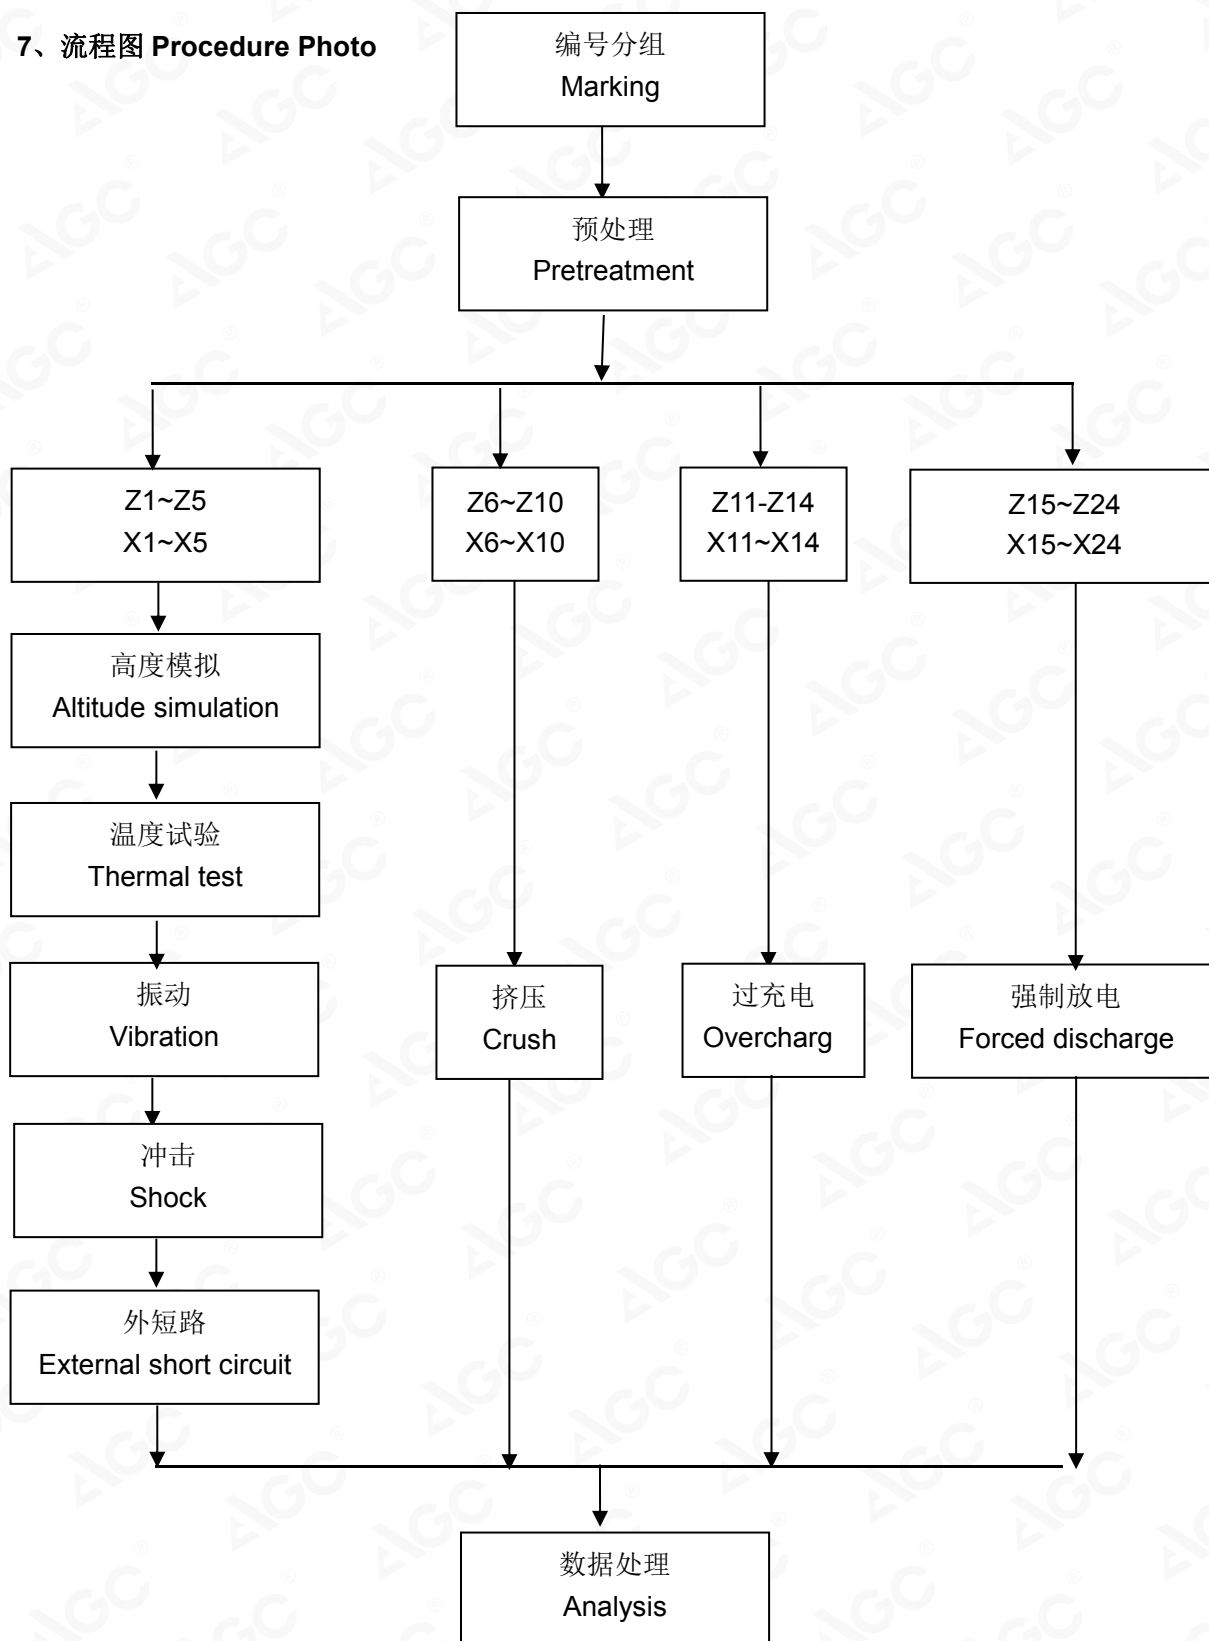 7、流程图 Procedure Photo
编号分组
Marking
预处理
Pretreatment
Z1~Z5
X1~X5
Z6~Z10
X6~X10
Z11-Z14
X11~X14
Z15~Z24
X15~X24
高度模拟
Altitude simulation
温度试验
Thermal test
振动
Vibration
挤压
Crush
过充电
Overcharg
强制放电
Forced discharge
冲击
Shock
外短路
External short circuit
数据处理
Analysis